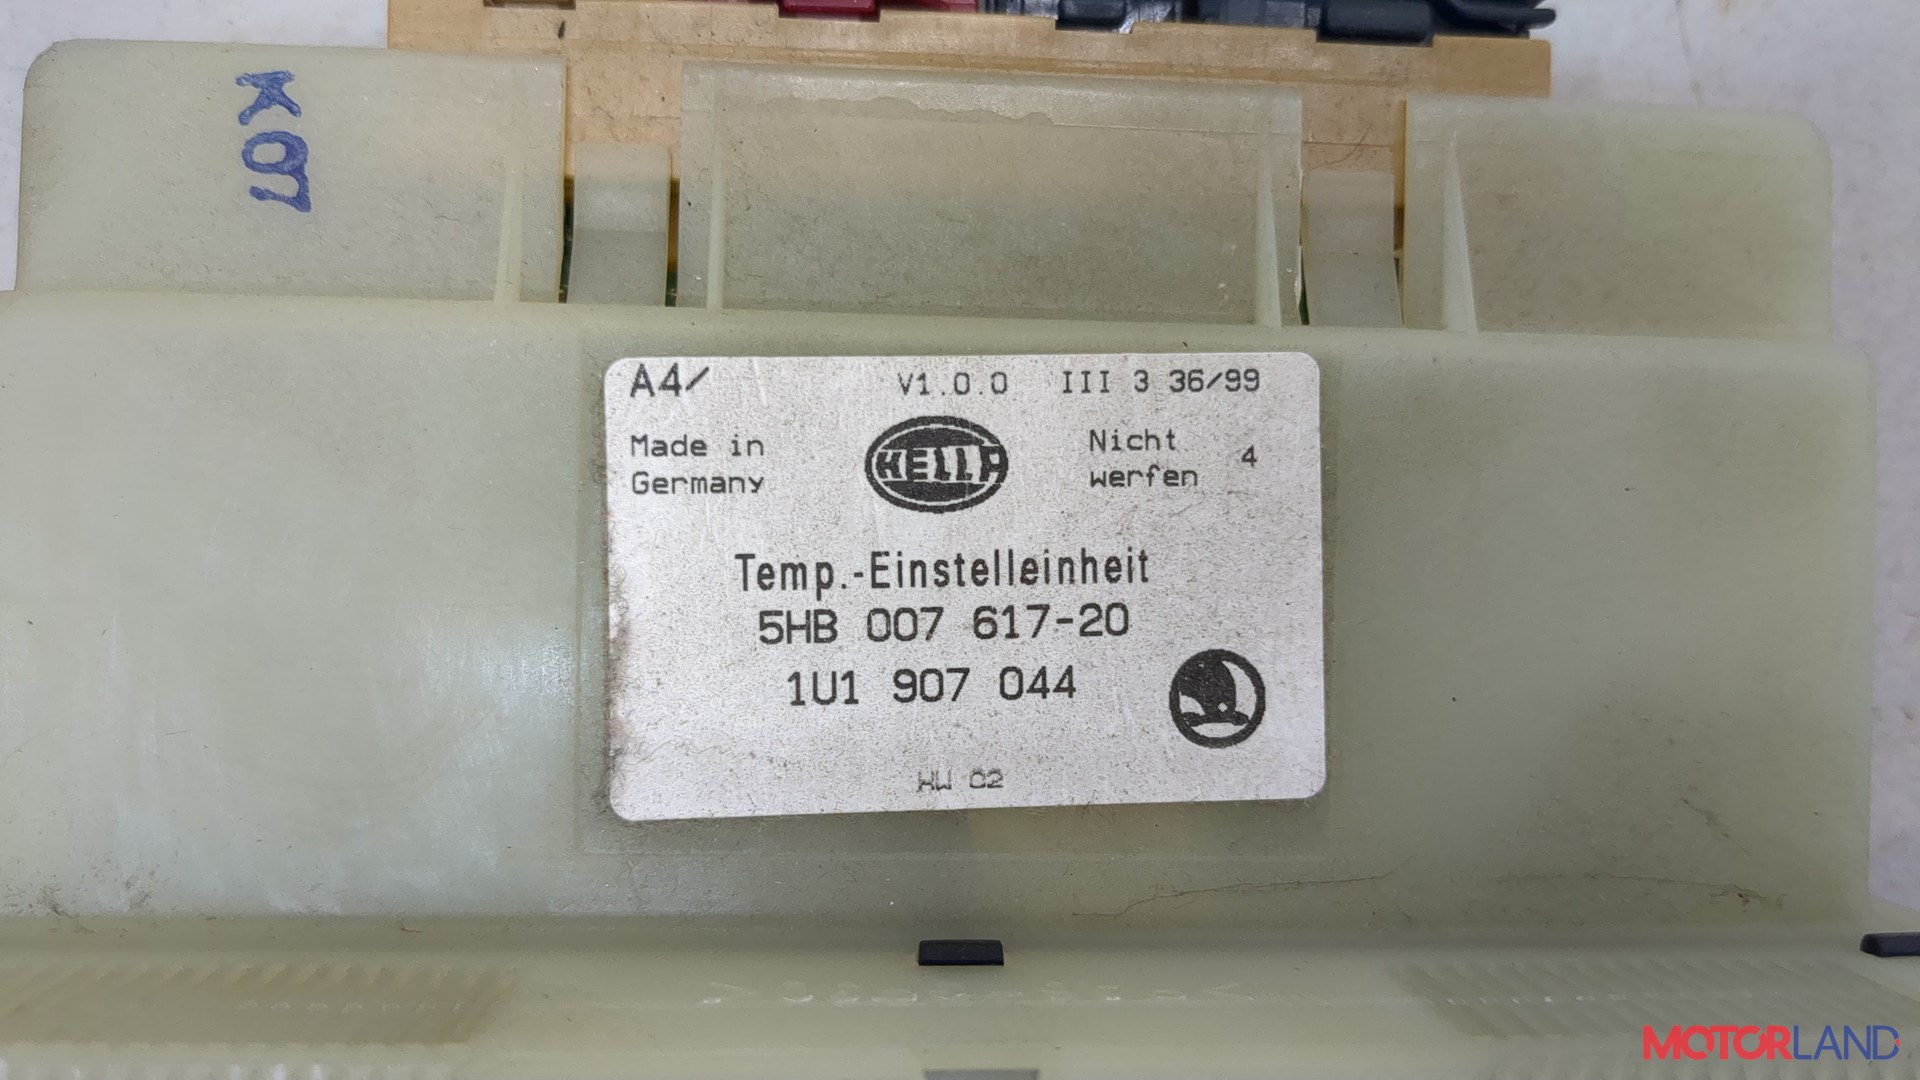 K07
A4/ V1.0.0 III 3 36/99
Made in Germany
HELLA
Nicht werfen 4
Temp.-Einstelleinheit
5HB 007 617-20
1U1 907 044
HW 02
MOTORLAND